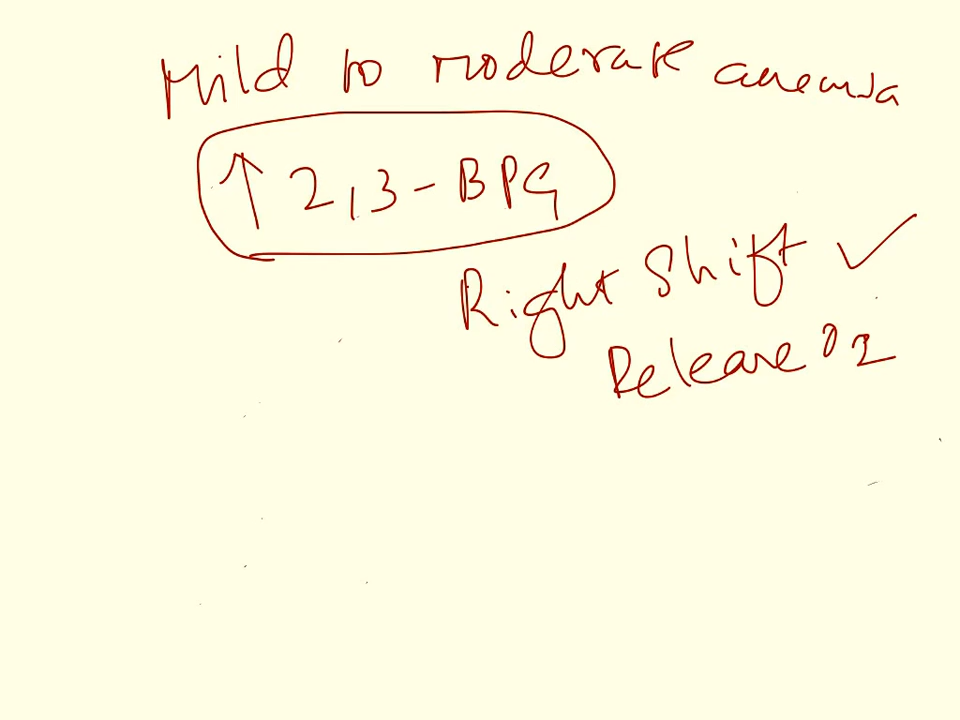 Mild to moderate anemia
↑ 2,3-BPG
Right Shift ✓
Release O2